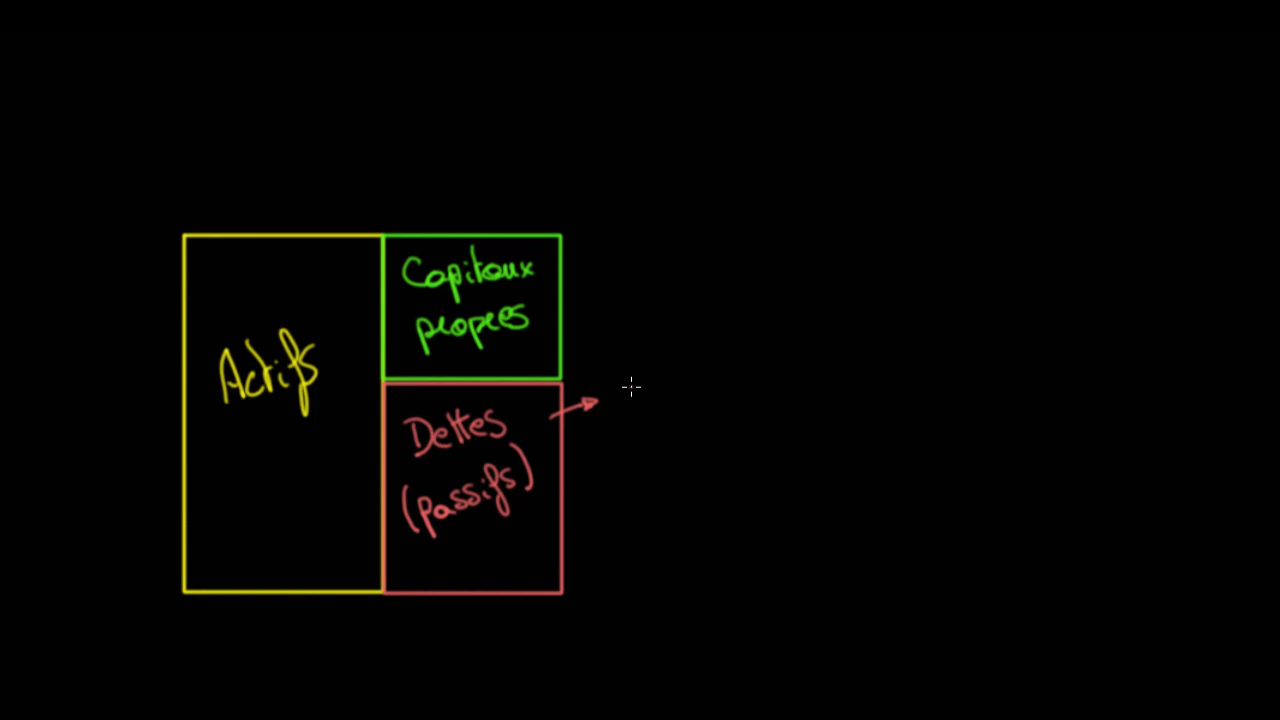 Actifs
Capitaux
propres
Dettes
(passifs)